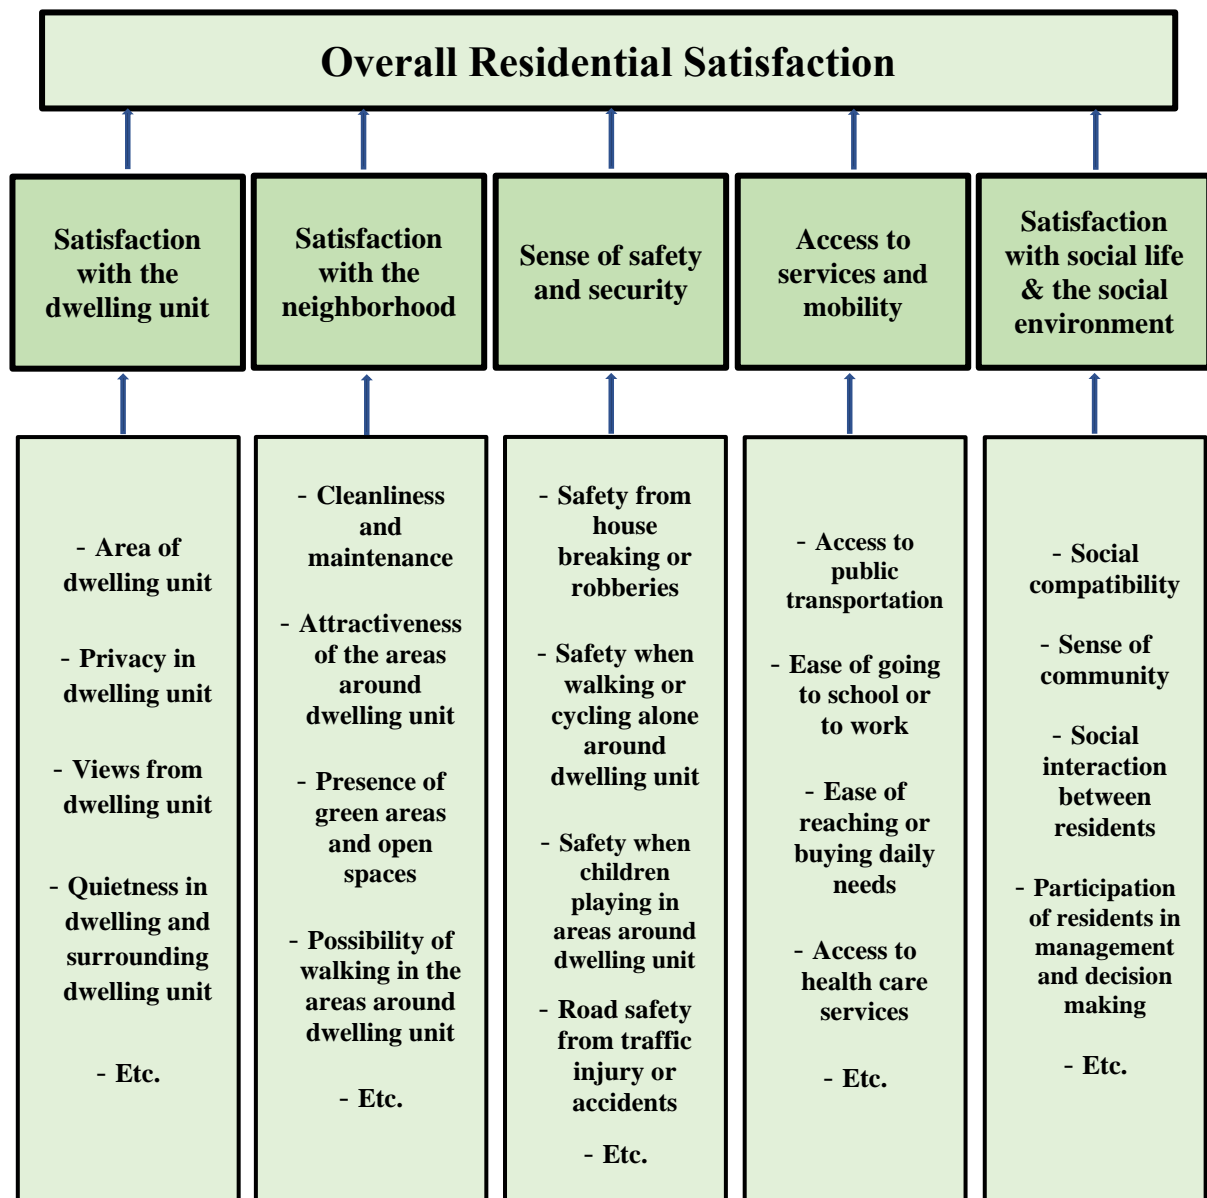 Overall Residential Satisfaction
Satisfaction
with the
dwelling unit
Satisfaction
with the
neighborhood
Sense of safety
and security
Access to
services and
mobility
Satisfaction
with social life
& the social
environment
- Area of
dwelling unit
- Privacy in
dwelling unit
- Views from
dwelling unit
- Quietness in
dwelling and
surrounding
dwelling unit
- Etc.
- Cleanliness
and
maintenance
- Attractiveness
of the areas
around
dwelling unit
- Presence of
green areas
and open
spaces
- Possibility of
walking in the
areas around
dwelling unit
- Etc.
- Safety from
house
breaking or
robberies
- Safety when
walking or
cycling alone
around
dwelling unit
- Safety when
children
playing in
areas around
dwelling unit
- Road safety
from traffic
injury or
accidents
- Etc.
- Access to
public
transportation
- Ease of going
to school or
to work
- Ease of
reaching or
buying daily
needs
- Access to
health care
services
- Etc.
- Social
compatibility
- Sense of
community
- Social
interaction
between
residents
- Participation
of residents in
management
and decision
making
- Etc.